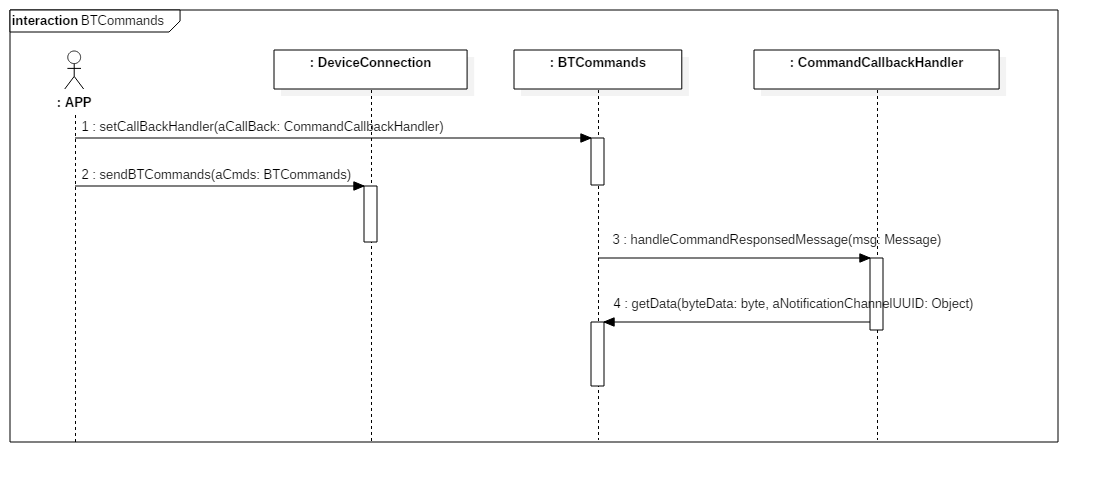 interaction BTCommands
: DeviceConnection
: BTCommands
: CommandCallbackHandler
: APP
1 : setCallBackHandler(aCallBack: CommandCallbackHandler)
2 : sendBTCommands(aCmds: BTCommands)
3 : handleCommandResponsedMessage(msg: Message)
4 : getData(byteData: byte, aNotificationChannelUUID: Object)